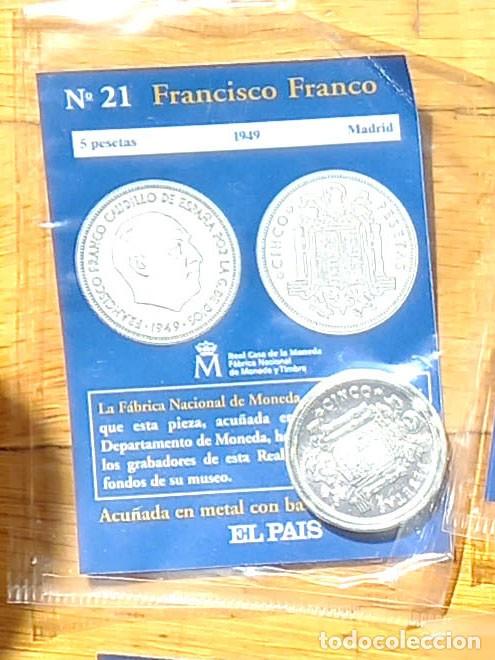 Nº 21 Francisco Franco
5 pesetas 1949 Madrid
FRANCISCO FRANCO CAUDILLO DE ESPAÑA POR LA G. DE DIOS
·1949·
CINCO PESETAS
Real Casa de la Moneda
Fábrica Nacional
de Moneda y Timbre
La Fábrica Nacional de Moneda
que esta pieza, acuñada en
Departamento de Moneda, h
los grabadores de esta Real
fondos de su museo.
CINCO
PESETAS
Acuñada en metal con ba
EL PAIS
todocoleccion.net